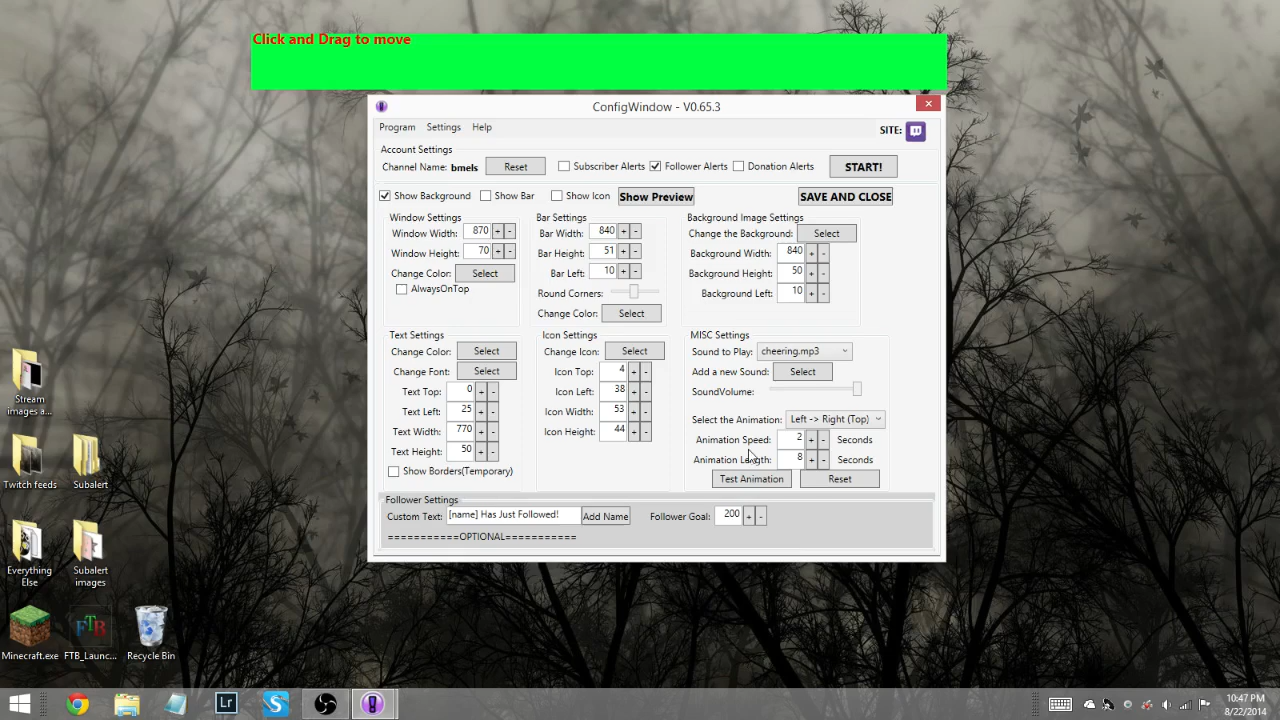 Click and Drag to move
ConfigWindow - V0.65.3
Program Settings Help
SITE:
Account Settings
Channel Name: bmels Reset Subscriber Alerts Follower Alerts Donation Alerts START!
Show Background Show Bar Show Icon Show Preview SAVE AND CLOSE
Window Settings
Window Width: 870 + -
Window Height: 70 + -
Change Color: Select
AlwaysOnTop
Bar Settings
Bar Width: 840 + -
Bar Height: 51 + -
Bar Left: 10 + -
Round Corners:
Change Color: Select
Background Image Settings
Change the Background: Select
Background Width: 840 + -
Background Height: 50 + -
Background Left: 10 + -
Text Settings
Change Color: Select
Change Font: Select
Text Top: 0 + -
Text Left: 25 + -
Text Width: 770 + -
Text Height: 50 + -
Show Borders(Temporary)
Icon Settings
Change Icon: Select
Icon Top: 4 + -
Icon Left: 38 + -
Icon Width: 53 + -
Icon Height: 44 + -
MISC Settings
Sound to Play: cheering.mp3
Add a new Sound: Select
SoundVolume:
Select the Animation: Left -> Right (Top)
Animation Speed: 2 + - Seconds
Animation Length: 8 + - Seconds
Test Animation Reset
Follower Settings
Custom Text: [name] Has Just Followed! Add Name Follower Goal: 200 + -
===========OPTIONAL===========
Stream
images a...
Twitch feeds
Subalert
Everything
Else
Subalert
images
Minecraft.exe
FTB
FTB_Launc...
Recycle Bin
Lr
S
10:47 PM
8/22/2014